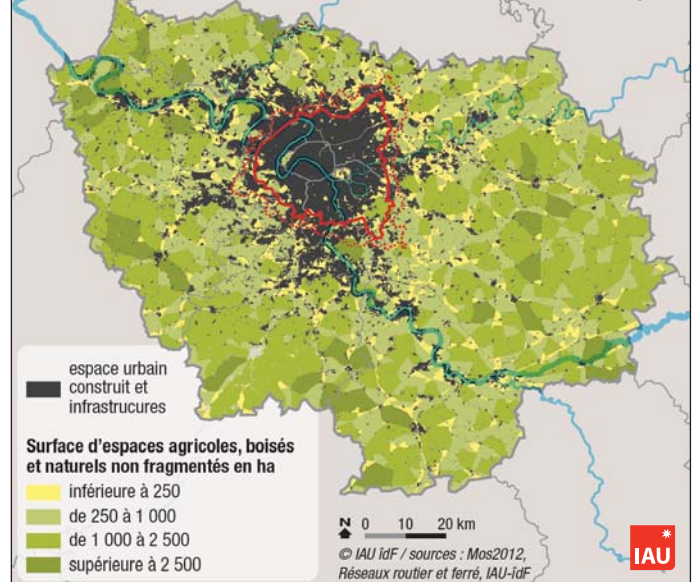 espace urbain
construit et
infrastrucures
Surface d'espaces agricoles, boisés
et naturels non fragmentés en ha
inférieure à 250
de 250 à 1 000
de 1 000 à 2 500
supérieure à 2 500
N 0 10 20 km
© IAU îdF / sources : Mos2012,
Réseaux routier et ferré, IAU-îdF
IAU